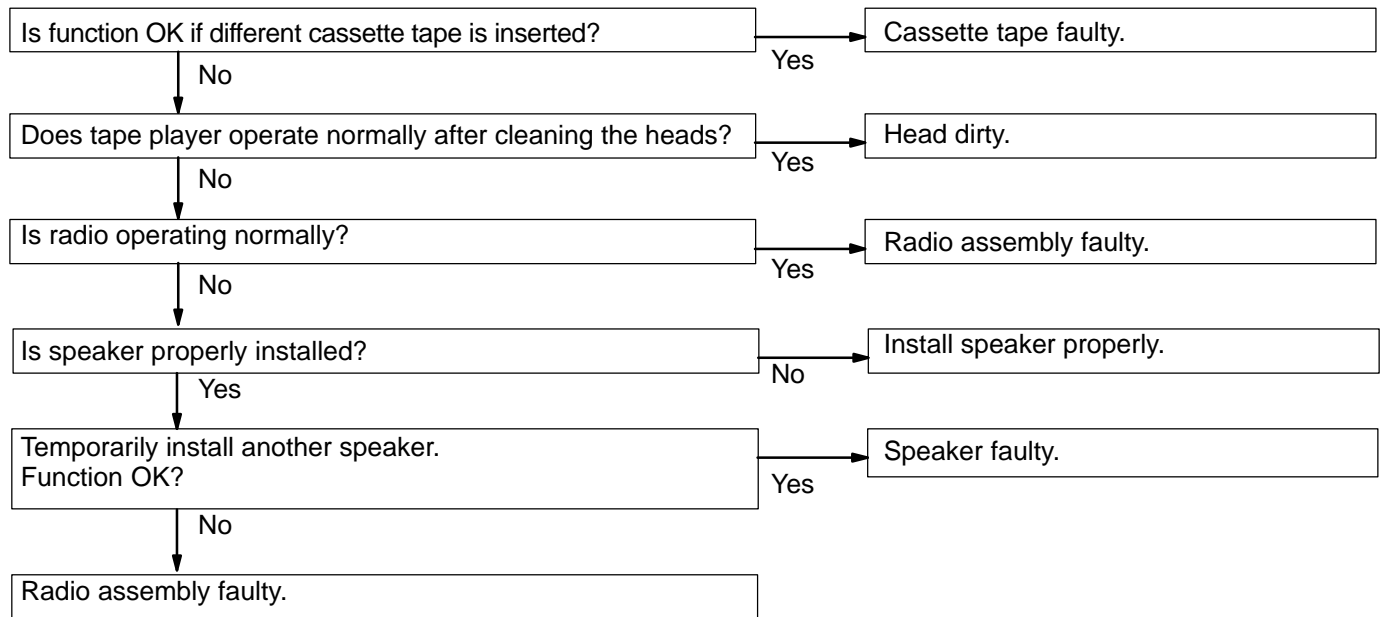 Is function OK if different cassette tape is inserted?
Yes
Cassette tape faulty.
No
Does tape player operate normally after cleaning the heads?
Yes
Head dirty.
No
Is radio operating normally?
Yes
Radio assembly faulty.
No
Is speaker properly installed?
No
Install speaker properly.
Yes
Temporarily install another speaker.
Function OK?
Yes
Speaker faulty.
No
Radio assembly faulty.